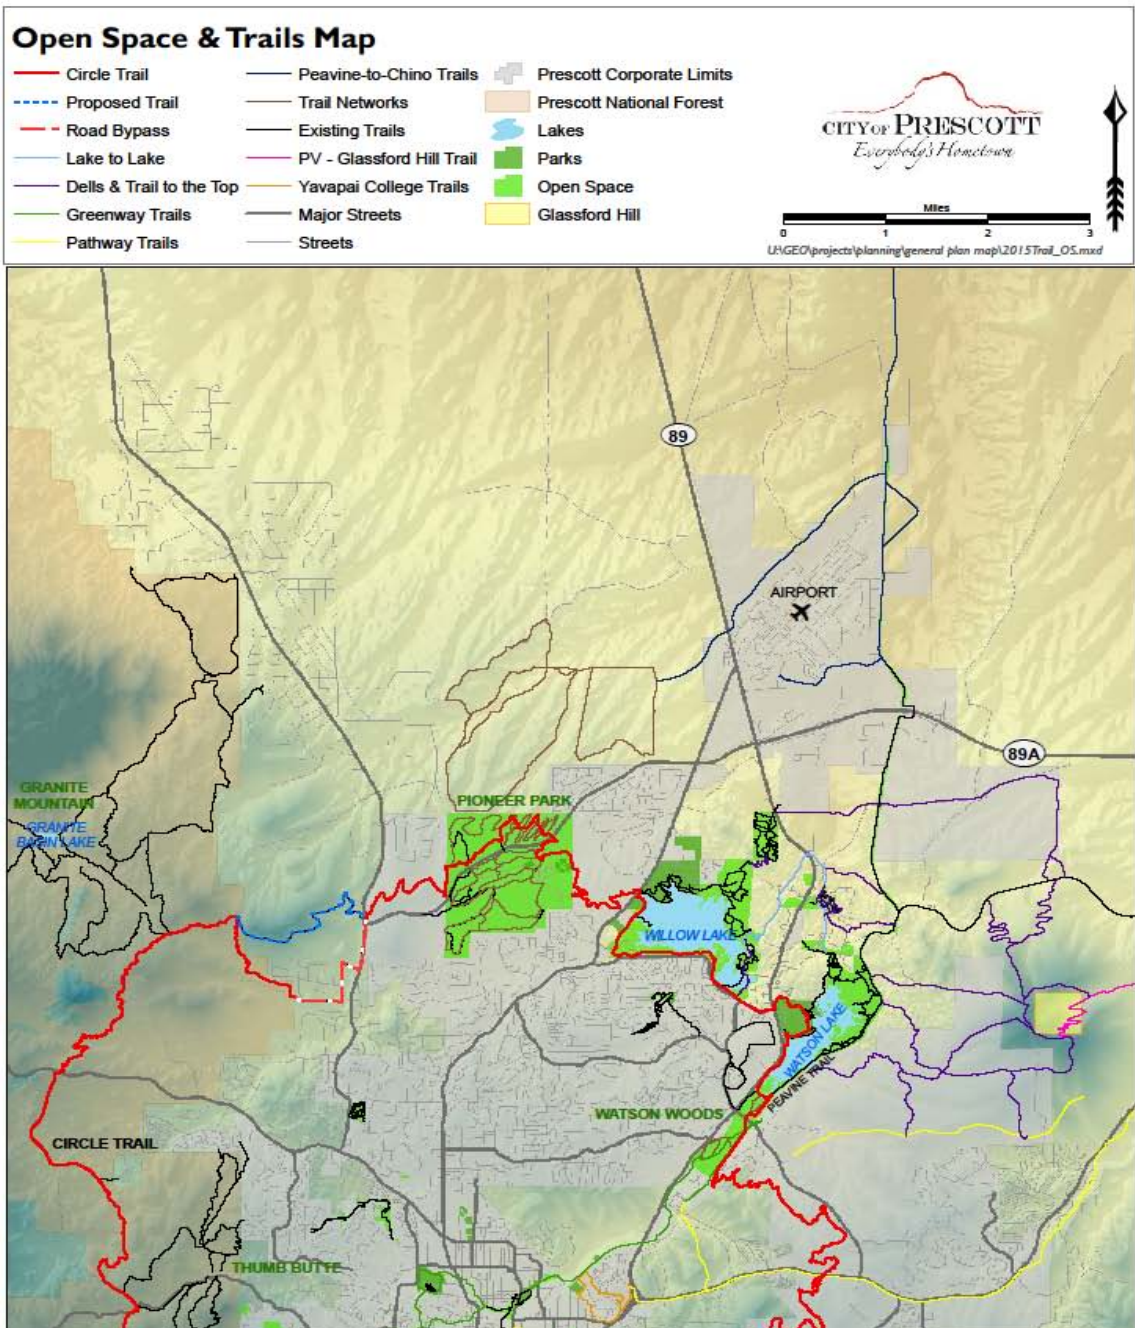 Open Space & Trails Map
Circle Trail
Proposed Trail
Road Bypass
Lake to Lake
Dells & Trail to the Top
Greenway Trails
Pathway Trails
Peavine-to-Chino Trails
Trail Networks
Existing Trails
PV - Glassford Hill Trail
Yavapai College Trails
Major Streets
Streets
Prescott Corporate Limits
Prescott National Forest
Lakes
Parks
Open Space
Glassford Hill
CITY OF PRESCOTT
Everybody's Hometown
Miles
0 1 2 3
U:\GEO\projects\planning\general plan map\2015Trail_OS.mxd
89
AIRPORT
89A
GRANITE
MOUNTAIN
GRANITE
BASIN LAKE
PIONEER PARK
WILLOW LAKE
WATSON LAKE
PEAVINE TRAIL
WATSON WOODS
CIRCLE TRAIL
THUMB BUTTE